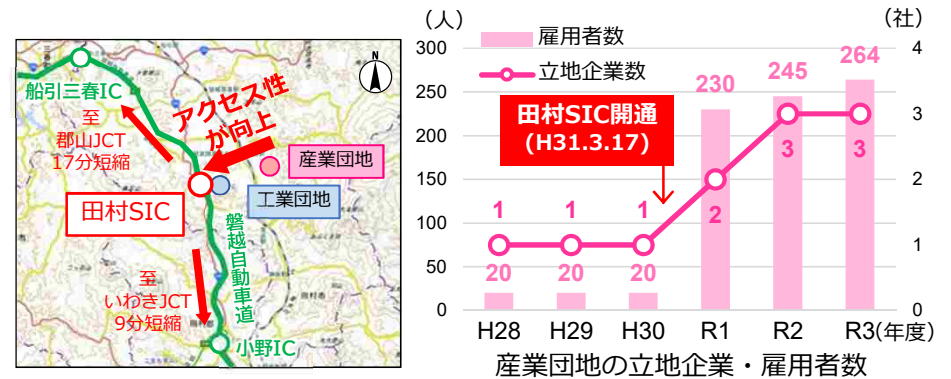 船引三春IC
至
郡山JCT
17分短縮
アクセス性
が向上
N
産業団地
工業団地
田村SIC
磐越自動車道
至
いわきJCT
9分短縮
小野IC
(人)
(社)
雇用者数
立地企業数
田村SIC開通
(H31.3.17)
300
250
200
150
100
50
0
4
3
2
1
0
1
1
1
2
3
3
20
20
20
230
245
264
H28
H29
H30
R1
R2
R3
(年度)
産業団地の立地企業・雇用者数